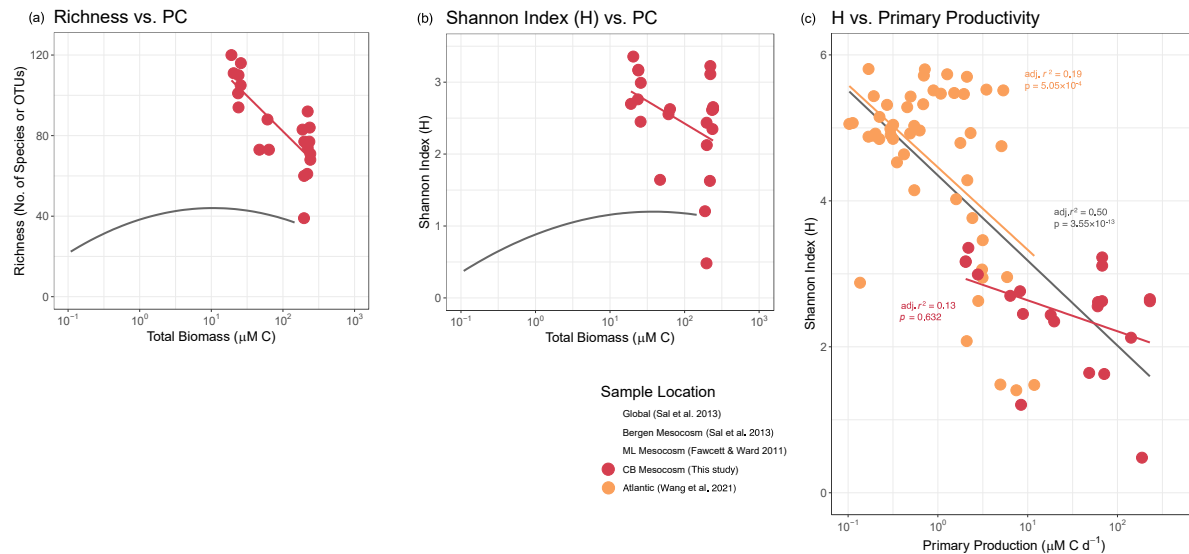 (a) Richness vs. PC
Richness (No. of Species or OTUs)
120
80
40
0
10⁻¹ 10⁰ 10¹ 10² 10³
Total Biomass (μM C)
(b) Shannon Index (H) vs. PC
Shannon Index (H)
3
2
1
0
10⁻¹ 10⁰ 10¹ 10² 10³
Total Biomass (μM C)
Sample Location
Global (Sal et al. 2013)
Bergen Mesocosm (Sal et al. 2013)
ML Mesocosm (Fawcett & Ward 2011)
CB Mesocosm (This study)
Atlantic (Wang et al. 2021)
(c) H vs. Primary Productivity
Shannon Index (H)
6
4
2
0
adj. r² = 0.19
p = 5.05×10⁻⁴
adj. r² = 0.50
p = 3.55×10⁻¹³
adj. r² = 0.13
p = 0,632
10⁻¹ 10⁰ 10¹ 10²
Primary Production (μM C d⁻¹)